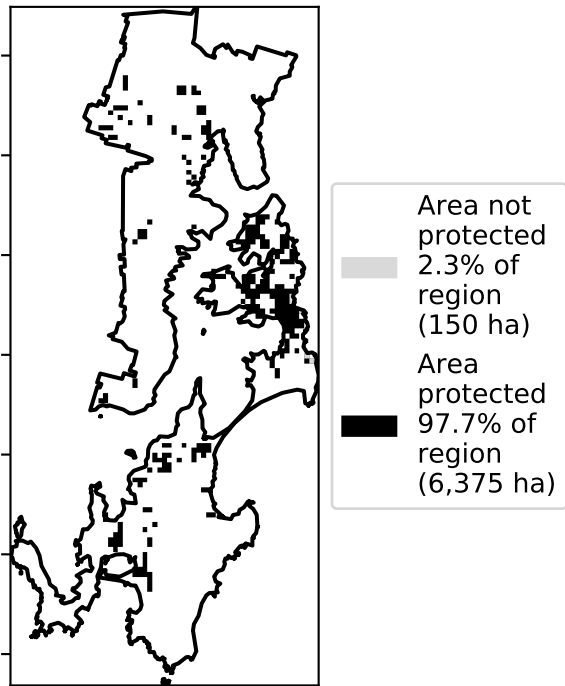 Area not
protected
2.3% of
region
(150 ha)
Area
protected
97.7% of
region
(6,375 ha)